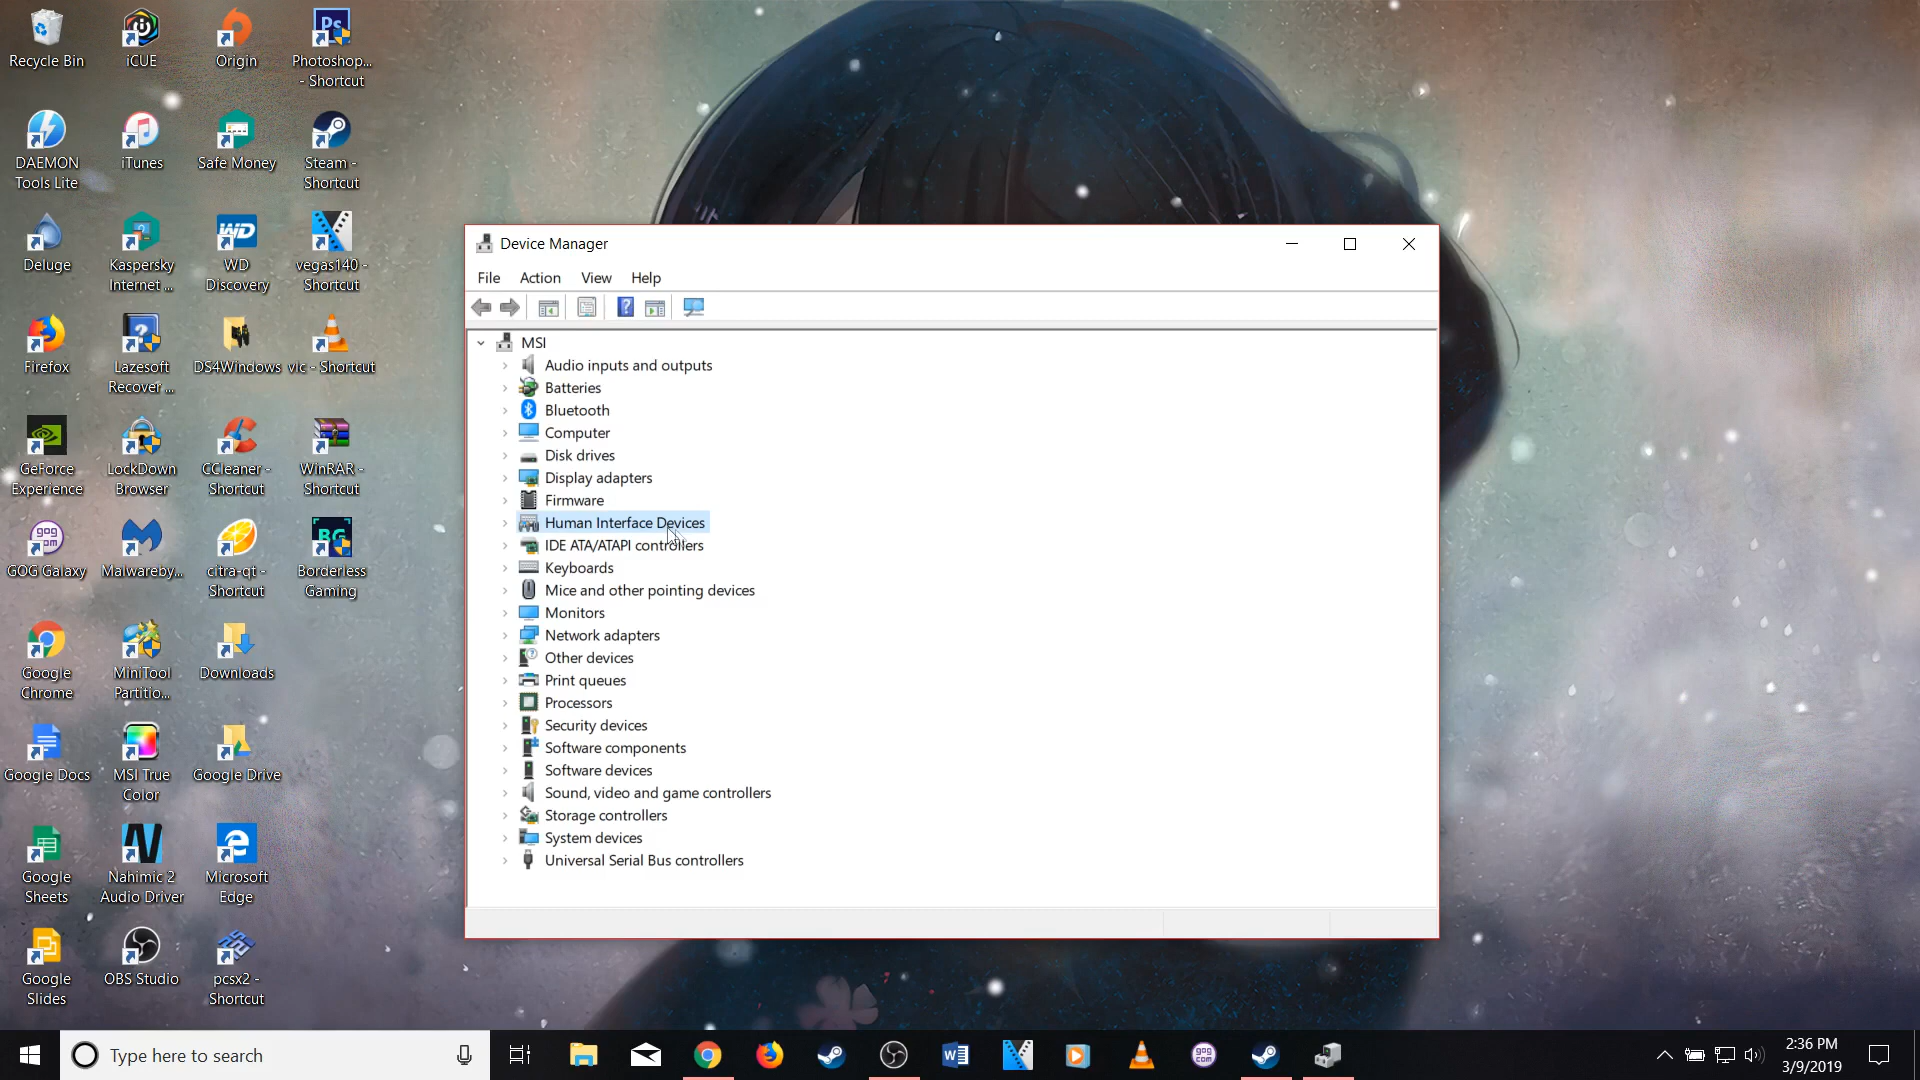 Recycle Bin
iCUE
Origin
Ps
Photoshop...
- Shortcut
DAEMON
Tools Lite
iTunes
Safe Money
Steam -
Shortcut
Deluge
Kaspersky
Internet ...
WD
WD
Discovery
vegas140 -
Shortcut
Firefox
Lazesoft
Recover ...
DS4Windows
vlc - Shortcut
GeForce
Experience
LockDown
Browser
CCleaner -
Shortcut
WinRAR -
Shortcut
gog
com
GOG Galaxy
Malwareby...
citra-qt -
Shortcut
BG
Borderless
Gaming
Google
Chrome
MiniTool
Partitio...
Downloads
Google Docs
MSI True
Color
Google Drive
Google
Sheets
Nahimic 2
Audio Driver
Microsoft
Edge
Google
Slides
OBS Studio
pcsx2 -
Shortcut
Device Manager
File Action View Help
MSI
Audio inputs and outputs
Batteries
Bluetooth
Computer
Disk drives
Display adapters
Firmware
Human Interface Devices
IDE ATA/ATAPI controllers
Keyboards
Mice and other pointing devices
Monitors
Network adapters
Other devices
Print queues
Processors
Security devices
Software components
Software devices
Sound, video and game controllers
Storage controllers
System devices
Universal Serial Bus controllers
Type here to search
gog
com
2:36 PM
3/9/2019